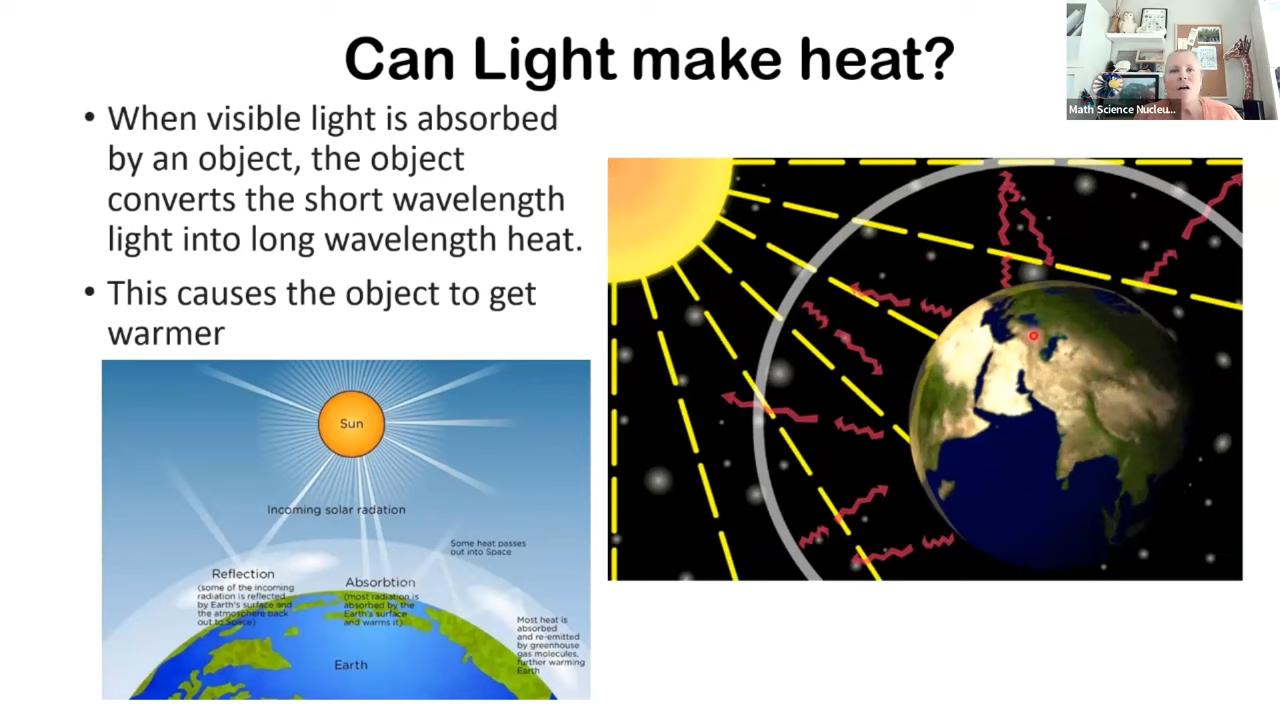 Can Light make heat?
Math Science Nucleu...
• When visible light is absorbed
by an object, the object
converts the short wavelength
light into long wavelength heat.
• This causes the object to get
warmer
Sun
Incoming solar radation
Some heat passes
out into Space
Reflection
(some of the incoming
radiation is reflected
by Earth's surface and
the atmosphere back
out to Space)
Absorbtion
(most radiation is
absorbed by the
Earth's surface
and warms it)
Most heat is
absorbed
and re-emitted
by greenhouse
gas molecules,
further warming
Earth
Earth